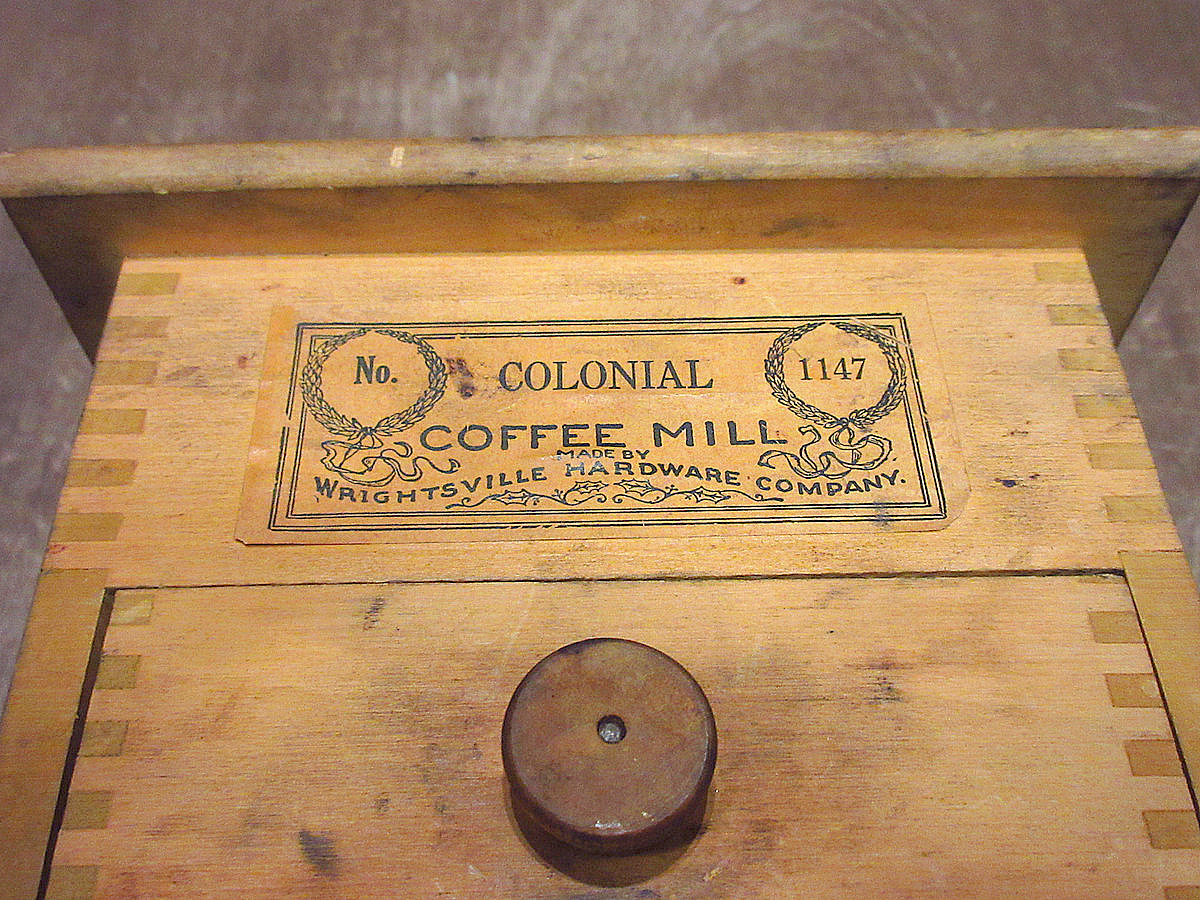 No. COLONIAL 1147
COFFEE MILL
MADE BY
WRIGHTSVILLE HARDWARE COMPANY.